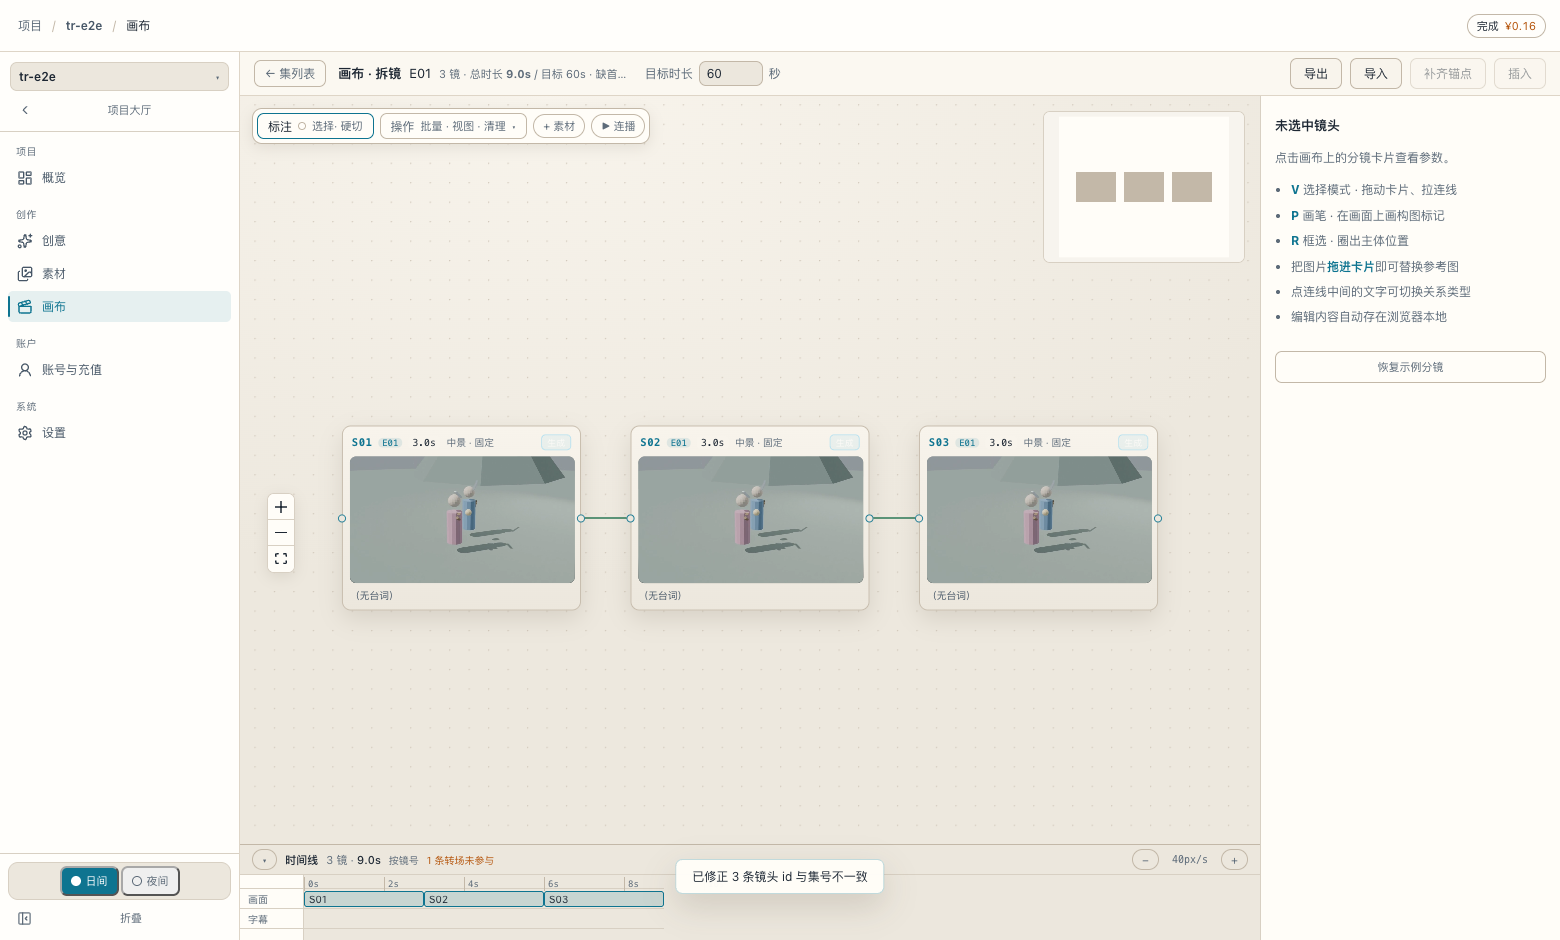 项目 / tr-e2e / 画布
完成 ¥0.16
tr-e2e
项目大厅
项目
概览
创作
创意
素材
画布
账户
账号与充值
系统
设置
日间 夜间
折叠
← 集列表 画布 · 拆镜 E01 3 镜 · 总时长 9.0s / 目标 60s · 缺首... 目标时长 60 秒
导出 导入 补齐锚点 插入
标注 选择· 硬切 操作 批量 · 视图 · 清理 + 素材 ▶ 连播
S01 E01 3.0s 中景 · 固定
(无台词)
S02 E01 3.0s 中景 · 固定
(无台词)
S03 E01 3.0s 中景 · 固定
(无台词)
未选中镜头
点击画布上的分镜卡片查看参数。
V 选择模式 · 拖动卡片、拉连线
P 画笔 · 在画面上画构图标记
R 框选 · 圈出主体位置
把图片拖进卡片即可替换参考图
点连线中间的文字可切换关系类型
编辑内容自动存在浏览器本地
恢复示例分镜
时间线 3 镜 · 9.0s 按镜号 1 条转场未参与
− 40px/s +
0s 2s 4s 6s 8s
画面 S01 S02 S03
字幕
已修正 3 条镜头 id 与集号不一致